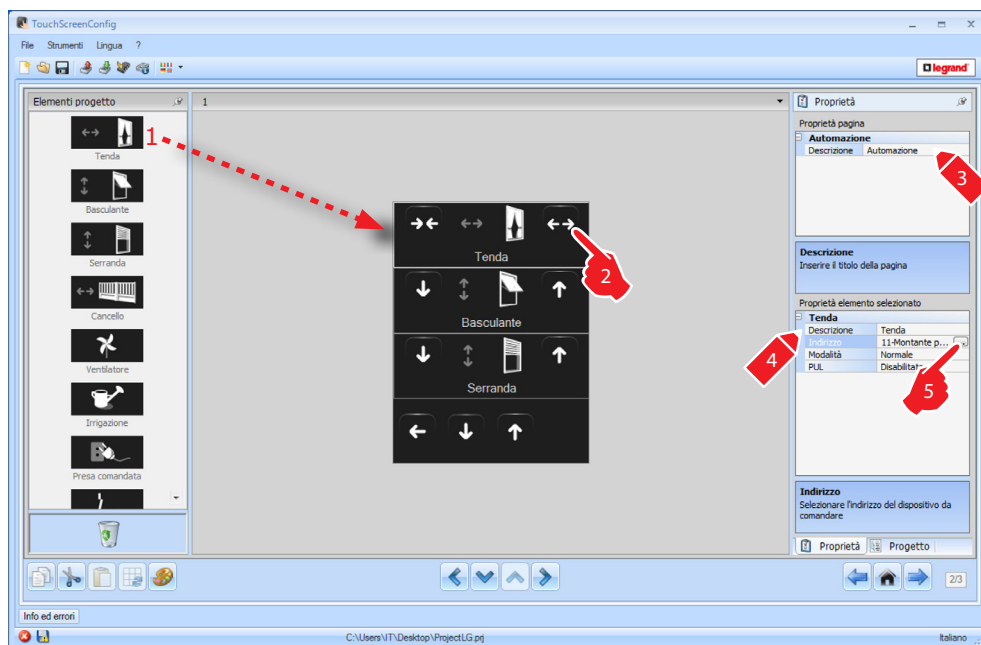 TouchScreenConfig
File Strumenti Lingua ?
legrand
Elementi progetto
1
Tenda
Basculante
Serranda
Cancello
Ventilatore
Irrigazione
Presa comandata
1
Tenda
Basculante
Serranda
2
Proprietà
Proprietà pagina
Automazione
Descrizione Automazione
3
Descrizione
Inserire il titolo della pagina
Proprietà elemento selezionato
Tenda
Descrizione Tenda
Indirizzo 11-Montante p... ...
Modalità Normale
PUL Disabilitata
4
5
Indirizzo
Selezionare l'indirizzo del dispositivo da
comandare
Proprietà Progetto
2/3
Info ed errori
C:\Users\IT\Desktop\ProjectLG.prj
Italiano